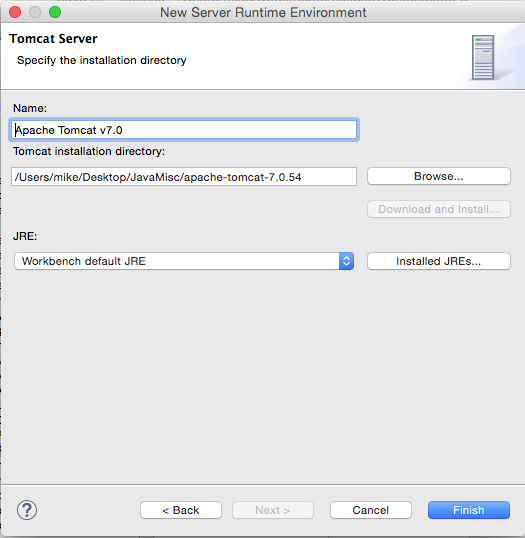 New Server Runtime Environment
Tomcat Server
Specify the installation directory
Name:
Apache Tomcat v7.0
Tomcat installation directory:
/Users/mike/Desktop/JavaMisc/apache-tomcat-7.0.54
Browse...
Download and Install...
JRE:
Workbench default JRE
Installed JREs...
?
< Back
Next >
Cancel
Finish